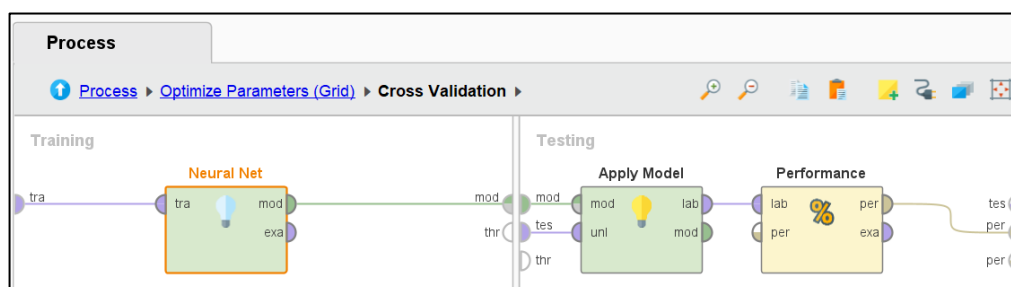 Process
Process ▸ Optimize Parameters (Grid) ▸ Cross Validation ▸
Training
Testing
Neural Net
Apply Model
Performance
tra
tra
mod
exa
mod
thr
mod
tes
thr
mod
unl
lab
mod
lab
per
%
per
exa
tes
per
per